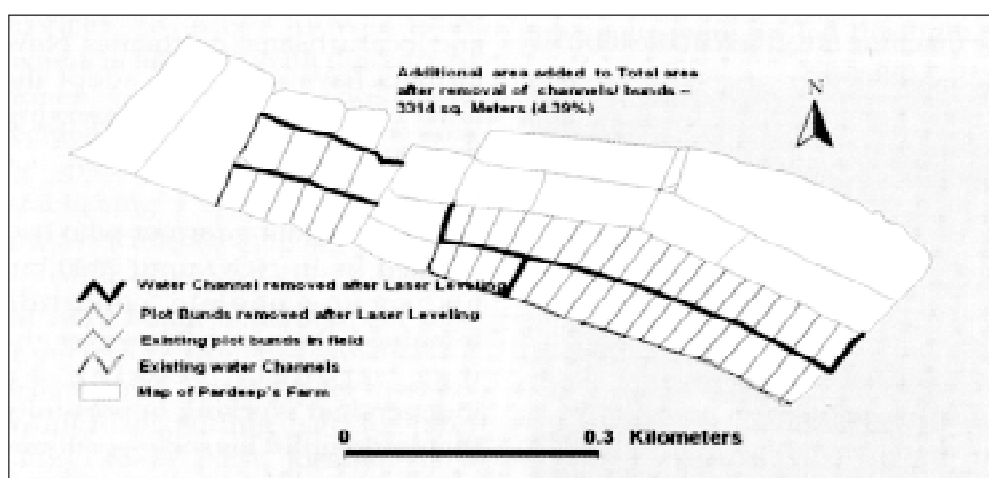 Additional area added to Total area
after removal of channels/ bunds –
3314 sq. Meters (4.39%)
N
Water Channel removed after Laser Leveling
Plot Bunds removed after Laser Leveling
Existing plot bunds in field
Existing water Channels
Map of Pardeep's Farm
0 0.3 Kilometers